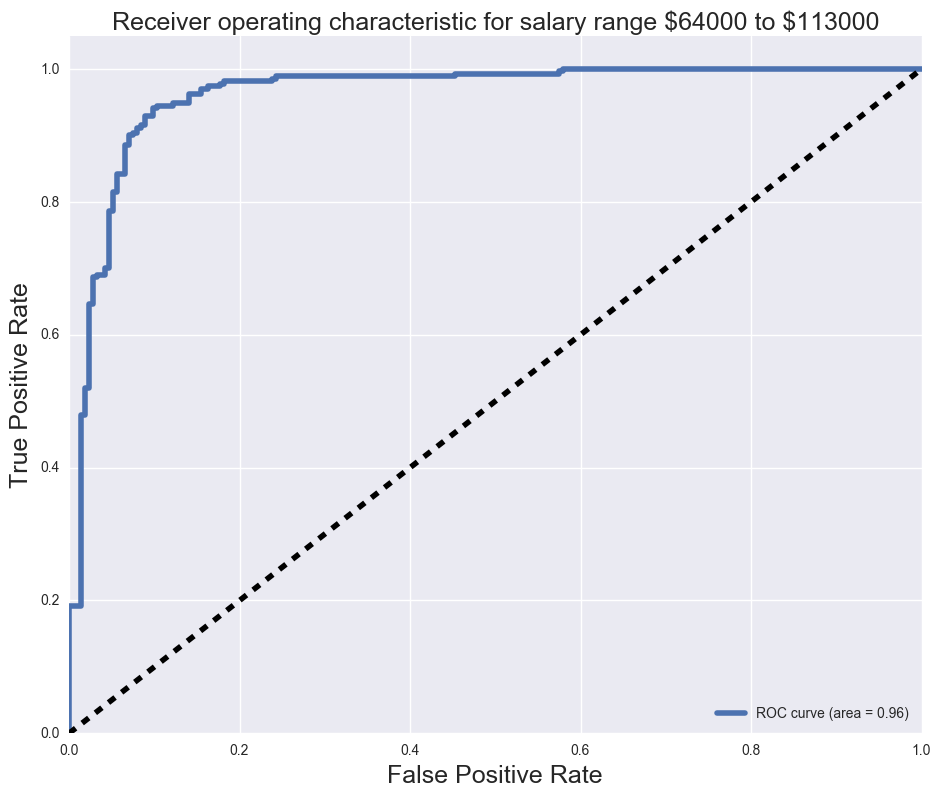 Receiver operating characteristic for salary range $64000 to $113000
True Positive Rate
1.0
0.8
0.6
0.4
0.2
0.0
ROC curve (area = 0.96)
0.0 0.2 0.4 0.6 0.8 1.0
False Positive Rate